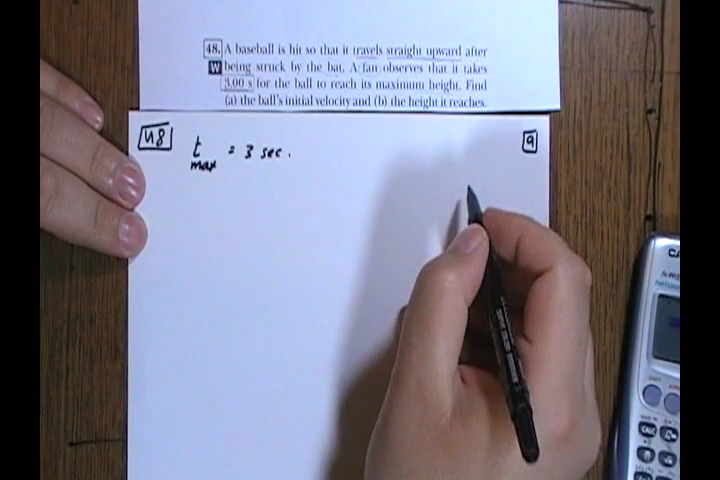 48. A baseball is hit so that it travels straight upward after
W being struck by the bat. A fan observes that it takes
3.00 s for the ball to reach its maximum height. Find
(a) the ball's initial velocity and (b) the height it reaches.
48 t max = 3 sec. a
CALC